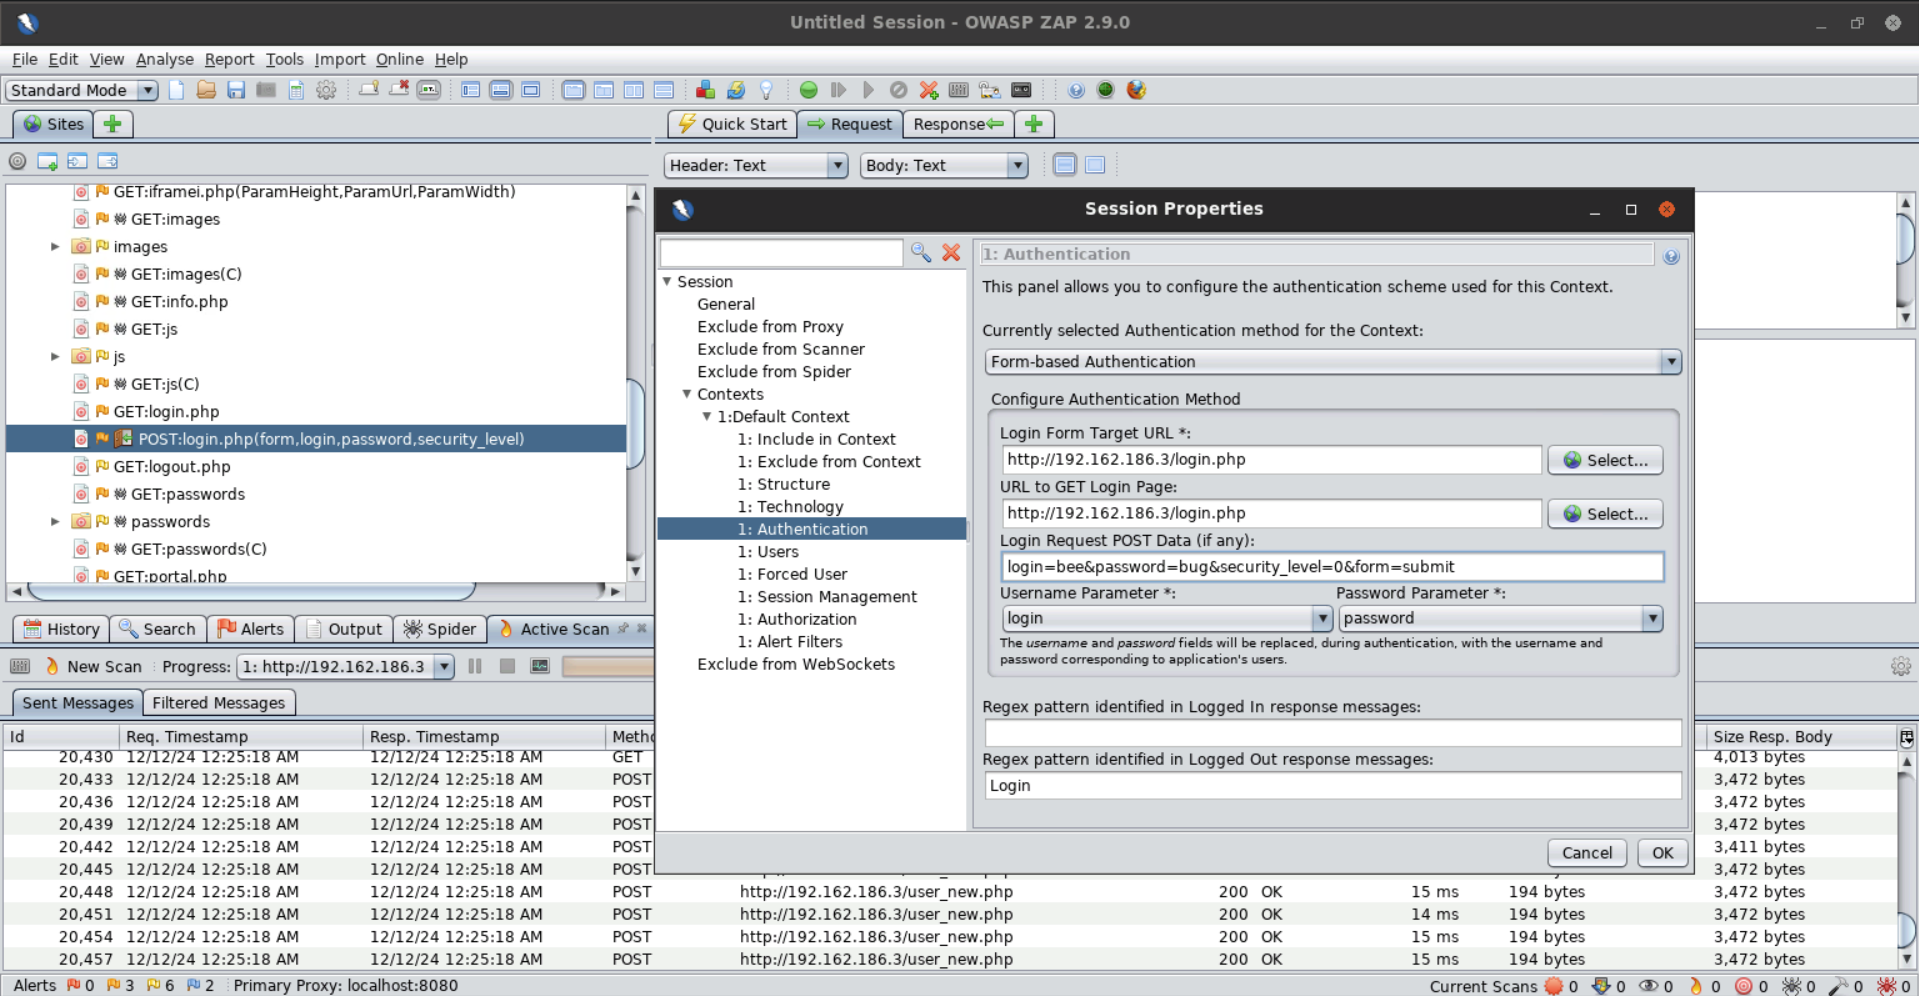 Untitled Session - OWASP ZAP 2.9.0
File Edit View Analyse Report Tools Import Online Help
Standard Mode
Sites
Quick Start
Request
Response
Header: Text
Body: Text
GET:iframei.php(ParamHeight,ParamUrl,ParamWidth)
GET:images
images
GET:images(C)
GET:info.php
GET:js
js
GET:js(C)
GET:login.php
POST:login.php(form,login,password,security_level)
GET:logout.php
GET:passwords
passwords
GET:passwords(C)
GET:portal.php
Session Properties
Session
General
Exclude from Proxy
Exclude from Scanner
Exclude from Spider
Contexts
1:Default Context
1: Include in Context
1: Exclude from Context
1: Structure
1: Technology
1: Authentication
1: Users
1: Forced User
1: Session Management
1: Authorization
1: Alert Filters
Exclude from WebSockets
1: Authentication
This panel allows you to configure the authentication scheme used for this Context.
Currently selected Authentication method for the Context:
Form-based Authentication
Configure Authentication Method
Login Form Target URL *:
http://192.162.186.3/login.php
Select...
URL to GET Login Page:
http://192.162.186.3/login.php
Select...
Login Request POST Data (if any):
login=bee&password=bug&security_level=0&form=submit
Username Parameter *: Password Parameter *:
login password
The username and password fields will be replaced, during authentication, with the username and
password corresponding to application's users.
Regex pattern identified in Logged In response messages:
Regex pattern identified in Logged Out response messages:
Login
Cancel OK
History Search Alerts Output Spider Active Scan
New Scan Progress: 1: http://192.162.186.3
Sent Messages Filtered Messages
Id Req. Timestamp Resp. Timestamp Metho Size Resp. Body
20,430 12/12/24 12:25:18 AM 12/12/24 12:25:18 AM GET 4,013 bytes
20,433 12/12/24 12:25:18 AM 12/12/24 12:25:18 AM POST 3,472 bytes
20,436 12/12/24 12:25:18 AM 12/12/24 12:25:18 AM POST 3,472 bytes
20,439 12/12/24 12:25:18 AM 12/12/24 12:25:18 AM POST 3,472 bytes
20,442 12/12/24 12:25:18 AM 12/12/24 12:25:18 AM POST 3,411 bytes
20,445 12/12/24 12:25:18 AM 12/12/24 12:25:18 AM POST 3,472 bytes
20,448 12/12/24 12:25:18 AM 12/12/24 12:25:18 AM POST http://192.162.186.3/user_new.php 200 OK 15 ms 194 bytes 3,472 bytes
20,451 12/12/24 12:25:18 AM 12/12/24 12:25:18 AM POST http://192.162.186.3/user_new.php 200 OK 14 ms 194 bytes 3,472 bytes
20,454 12/12/24 12:25:18 AM 12/12/24 12:25:18 AM POST http://192.162.186.3/user_new.php 200 OK 15 ms 194 bytes 3,472 bytes
20,457 12/12/24 12:25:18 AM 12/12/24 12:25:18 AM POST http://192.162.186.3/user_new.php 200 OK 15 ms 194 bytes 3,472 bytes
Alerts 0 3 6 2 Primary Proxy: localhost:8080 Current Scans 0 0 0 0 0 0 0 0